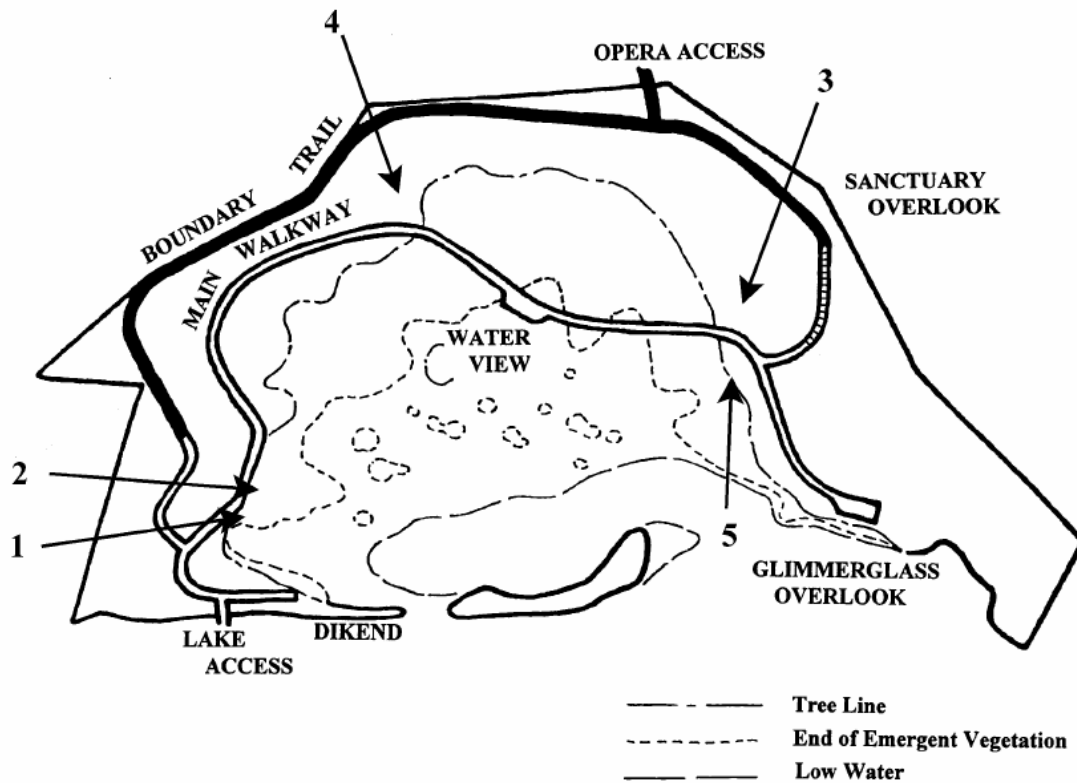 4
OPERA ACCESS
3
TRAIL
SANCTUARY
OVERLOOK
BOUNDARY
WALKWAY
MAIN
WATER
VIEW
2
1
5
GLIMMERGLASS
OVERLOOK
DIKEND
LAKE
ACCESS
Tree Line
End of Emergent Vegetation
Low Water